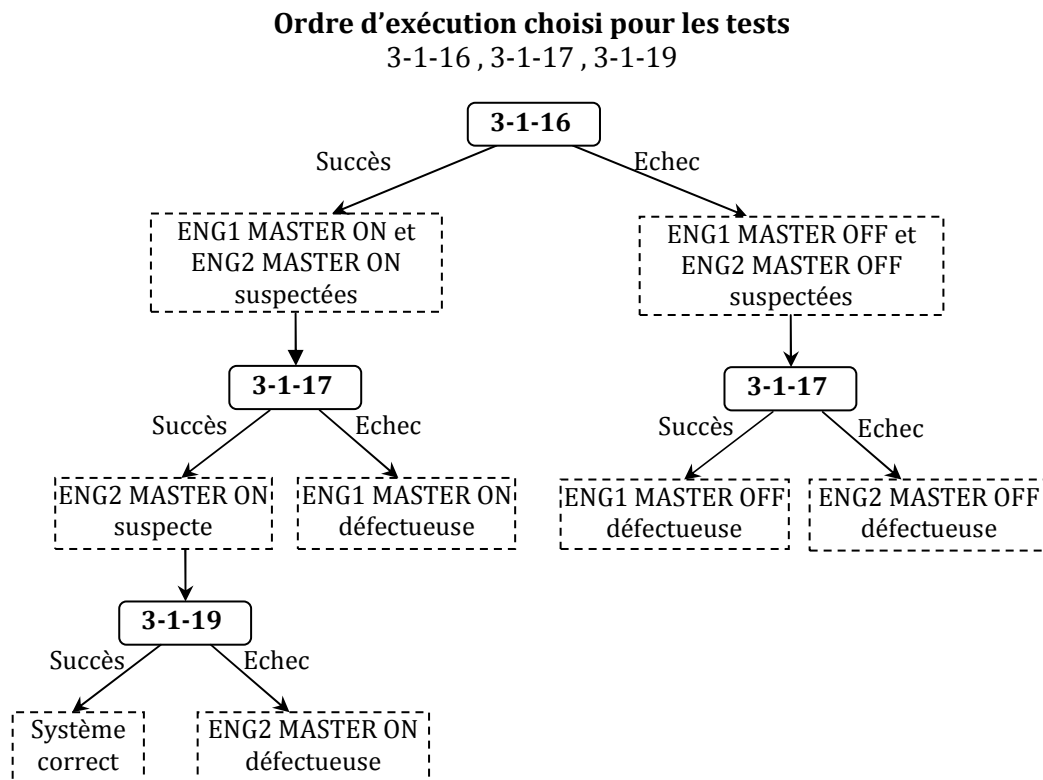 Ordre d’exécution choisi pour les tests
3-1-16 , 3-1-17 , 3-1-19
3-1-16
Succès
Echec
ENG1 MASTER ON et
ENG2 MASTER ON
suspectées
ENG1 MASTER OFF et
ENG2 MASTER OFF
suspectées
3-1-17
3-1-17
Succès
Echec
Succès
Echec
ENG2 MASTER ON
suspecte
ENG1 MASTER ON
défectueuse
ENG1 MASTER OFF
défectueuse
ENG2 MASTER OFF
défectueuse
3-1-19
Succès
Echec
Système
correct
ENG2 MASTER ON
défectueuse